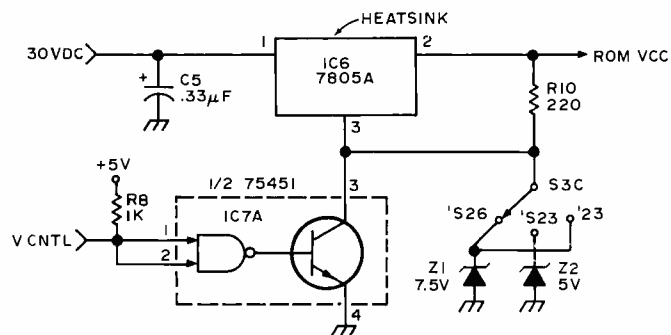 HEATSINK
30VDC
1
IC6
7805A
2
ROM VCC
+
C5
.33µF
3
R10
220
+5V
R8
1K
1/2 75451
3
S3C
IC7A
'S26
'S23
'23
V CNTL
1
2
Z1
7.5V
Z2
5V
4